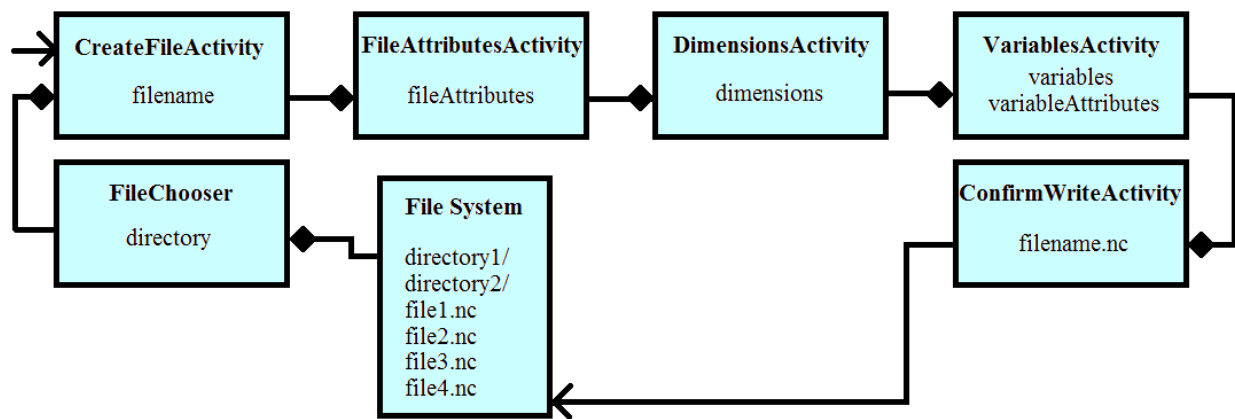 CreateFileActivity
filename
FileAttributesActivity
fileAttributes
DimensionsActivity
dimensions
VariablesActivity
variables
variableAttributes
FileChooser
directory
File System
directory1/
directory2/
file1.nc
file2.nc
file3.nc
file4.nc
ConfirmWriteActivity
filename.nc